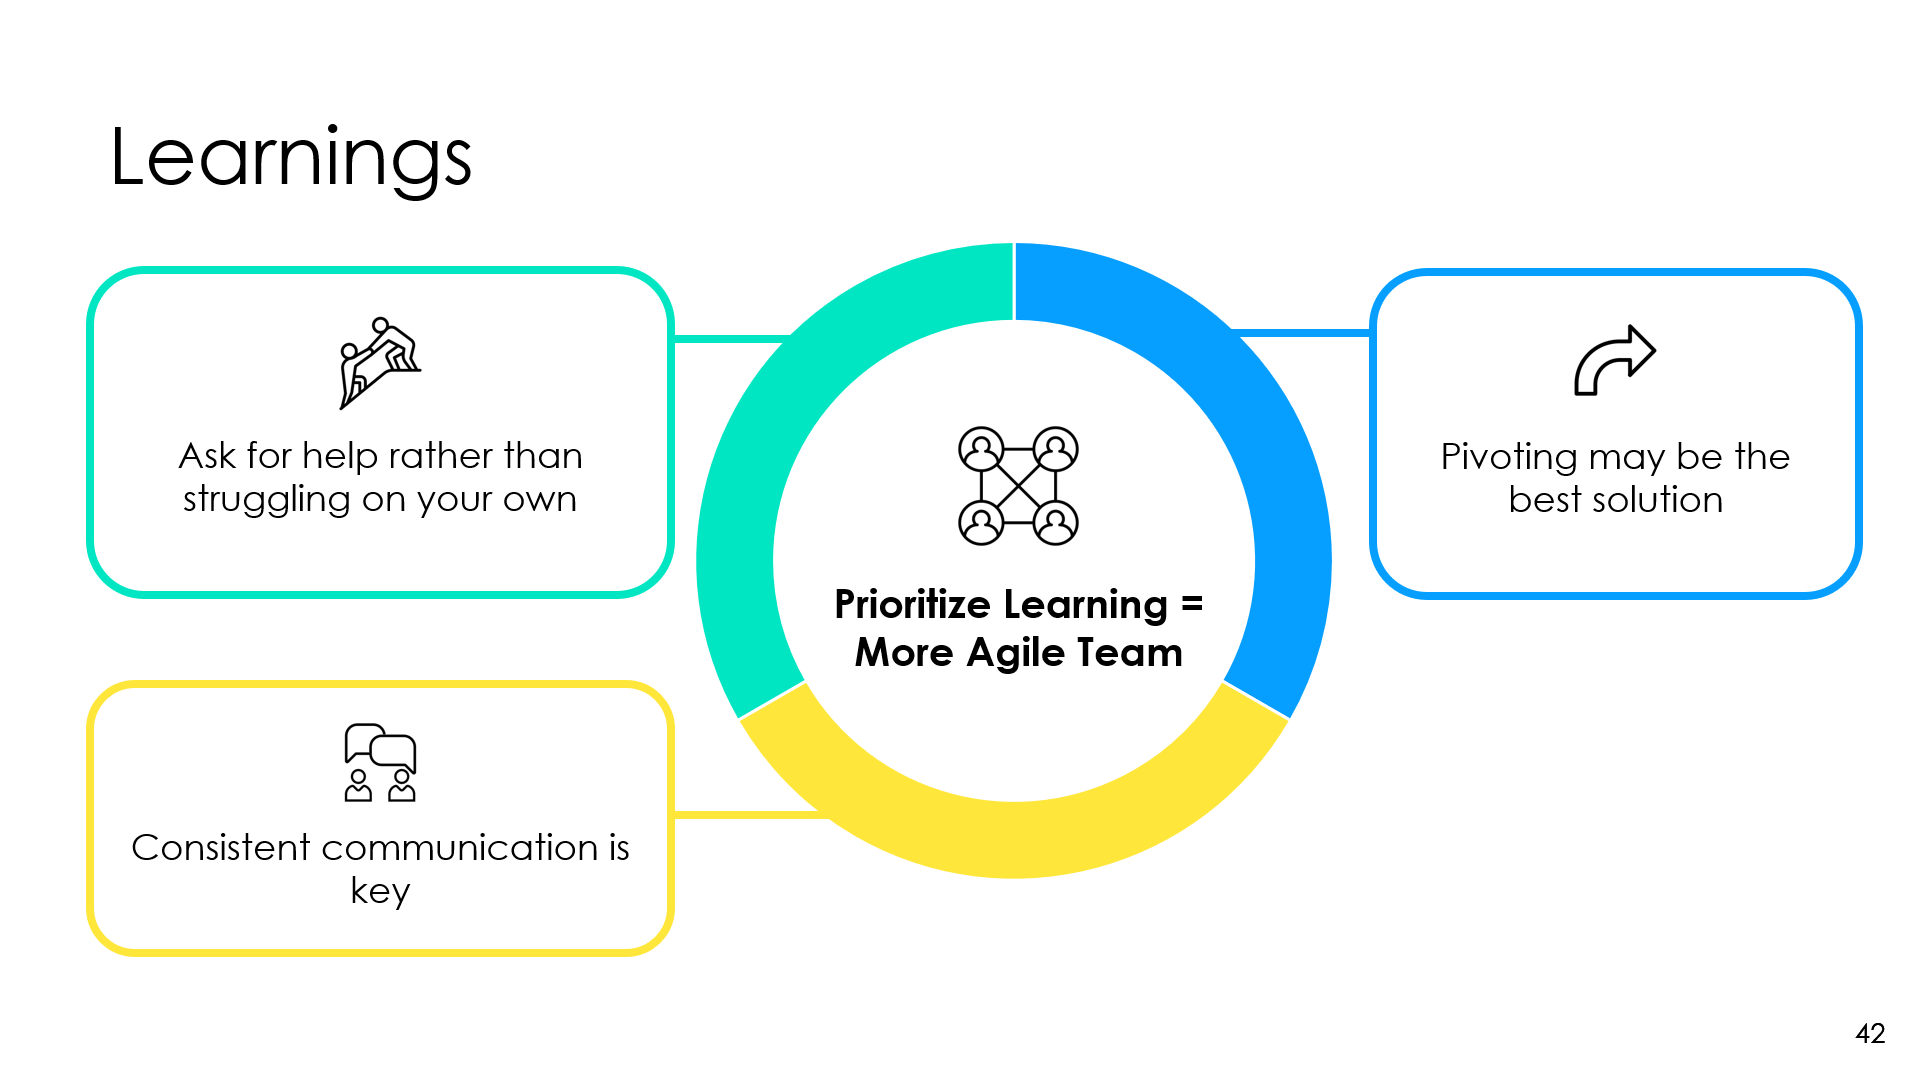 Learnings
Ask for help rather than
struggling on your own
Pivoting may be the
best solution
Prioritize Learning =
More Agile Team
Consistent communication is
key
42